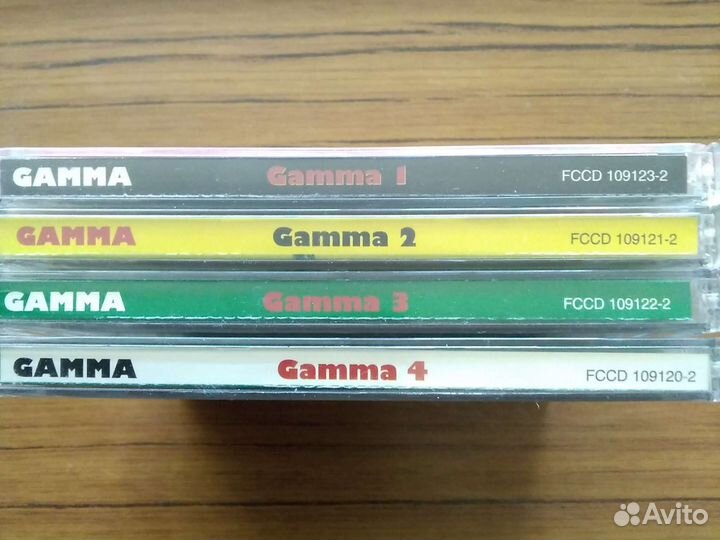 GAMMA Gamma 1 FCCD 109123-2
GAMMA Gamma 2 FCCD 109121-2
GAMMA Gamma 3 FCCD 109122-2
GAMMA Gamma 4 FCCD 109120-2
Avito